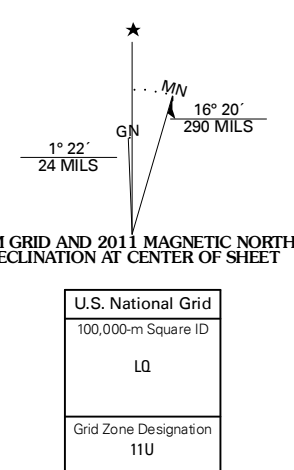 ★
MN
GN
16° 20´
290 MILS
1° 22´
24 MILS
M GRID AND 2011 MAGNETIC NORTH
ECLINATION AT CENTER OF SHEET
U.S. National Grid
100,000-m Square ID
LQ
Grid Zone Designation
11U